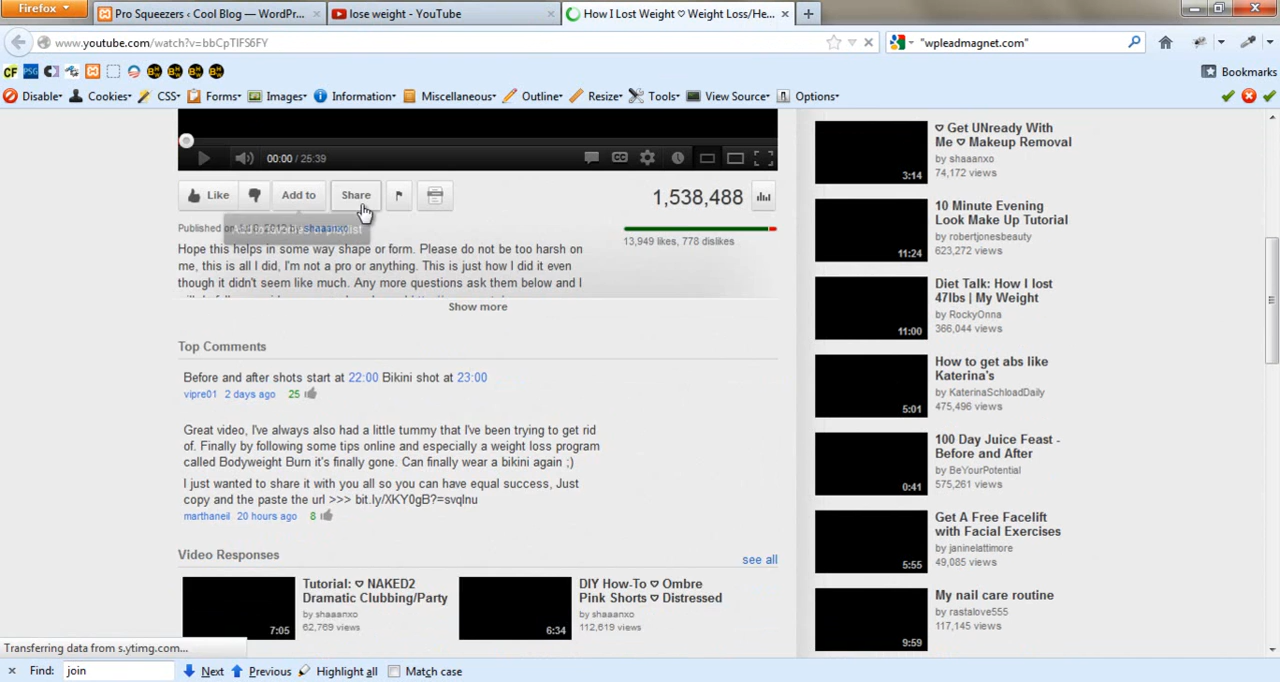 Firefox
Pro Squeezers ‹ Cool Blog — WordPr...
lose weight - YouTube
How I Lost Weight ♡ Weight Loss/He...
www.youtube.com/watch?v=bbCpTIFS6FY
"wpleadmagnet.com"
Bookmarks
Disable Cookies CSS Forms Images Information Miscellaneous Outline Resize Tools View Source Options
00:00 / 25:39
CC
Like
Add to
Share
1,538,488
shaaanxo
13,949 likes, 778 dislikes
Hope this helps in some way shape or form. Please do not be too harsh on
me, this is all I did, I'm not a pro or anything. This is just how I did it even
though it didn't seem like much. Any more questions ask them below and I
Show more
Top Comments
Before and after shots start at 22:00 Bikini shot at 23:00
vipre01 2 days ago 25
Great video, I've always also had a little tummy that I've been trying to get rid
of. Finally by following some tips online and especially a weight loss program
called Bodyweight Burn it's finally gone. Can finally wear a bikini again ;)
I just wanted to share it with you all so you can have equal success, Just
copy and the paste the url >>> bit.ly/XKY0gB?=svqlnu
marthaneil 20 hours ago 8
Video Responses
see all
7:05
Tutorial: ♡ NAKED2
Dramatic Clubbing/Party
by shaaanxo
62,769 views
6:34
DIY How-To ♡ Ombre
Pink Shorts ♡ Distressed
by shaaanxo
112,619 views
3:14
♡ Get UNready With
Me ♡ Makeup Removal
by shaaanxo
74,172 views
11:24
10 Minute Evening
Look Make Up Tutorial
by robertjonesbeauty
623,272 views
11:00
Diet Talk: How I lost
47lbs | My Weight
by RockyOnna
366,044 views
5:01
How to get abs like
Katerina's
by KaterinaSchloadDaily
475,496 views
0:41
100 Day Juice Feast -
Before and After
by BeYourPotential
575,261 views
5:55
Get A Free Facelift
with Facial Exercises
by janinelattimore
49,085 views
9:59
My nail care routine
by rastalove555
117,145 views
Transferring data from s.ytimg.com...
Find: join Next Previous Highlight all Match case